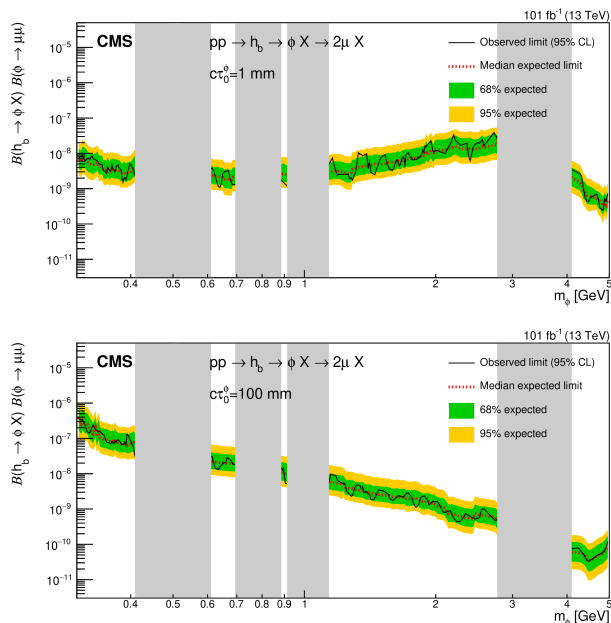 101 fb⁻¹ (13 TeV)
CMS
pp → h_b → ϕ X → 2μ X
cτ₀^ϕ=1 mm
Observed limit (95% CL)
Median expected limit
68% expected
95% expected
B(h_b → ϕ X) B(ϕ → μμ)
10⁻⁵
10⁻⁶
10⁻⁷
10⁻⁸
10⁻⁹
10⁻¹⁰
10⁻¹¹
0.4 0.5 0.6 0.7 0.8 0.9 1 2 3 4 5
m_ϕ [GeV]
101 fb⁻¹ (13 TeV)
CMS
pp → h_b → ϕ X → 2μ X
cτ₀^ϕ=100 mm
Observed limit (95% CL)
Median expected limit
68% expected
95% expected
B(h_b → ϕ X) B(ϕ → μμ)
10⁻⁵
10⁻⁶
10⁻⁷
10⁻⁸
10⁻⁹
10⁻¹⁰
10⁻¹¹
0.4 0.5 0.6 0.7 0.8 0.9 1 2 3 4 5
m_ϕ [GeV]